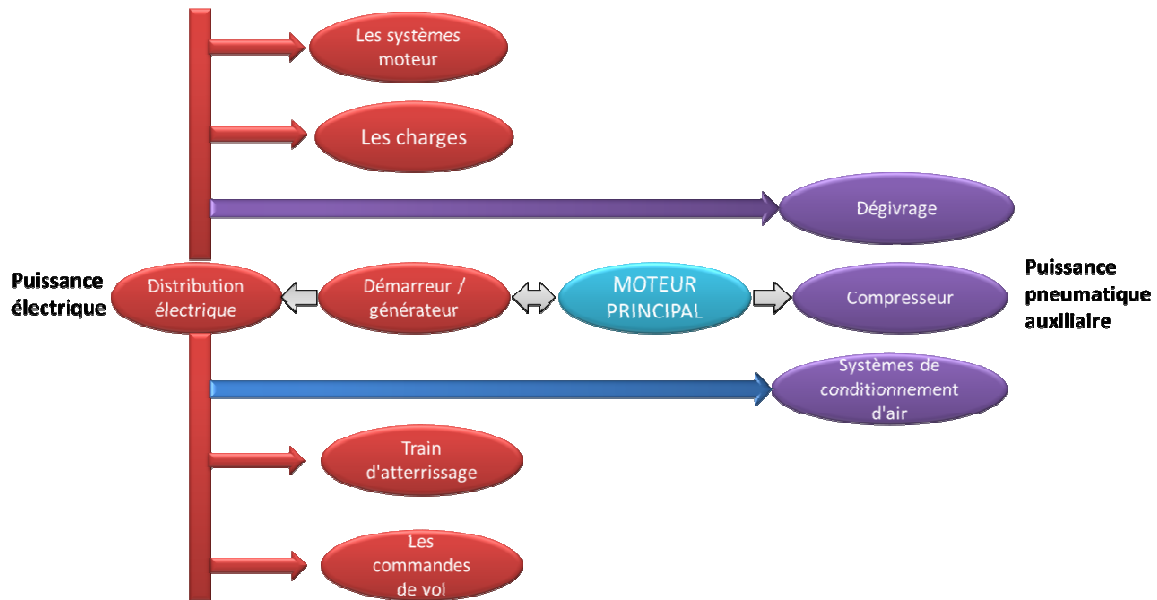 Les systèmes
moteur
Les charges
Dégivrage
Puissance
électrique
Distribution
électrique
Démarreur /
générateur
MOTEUR
PRINCIPAL
Compresseur
Puissance
pneumatique
auxiliaire
Systèmes de
conditionnement
d'air
Train
d'atterrissage
Les
commandes
de vol